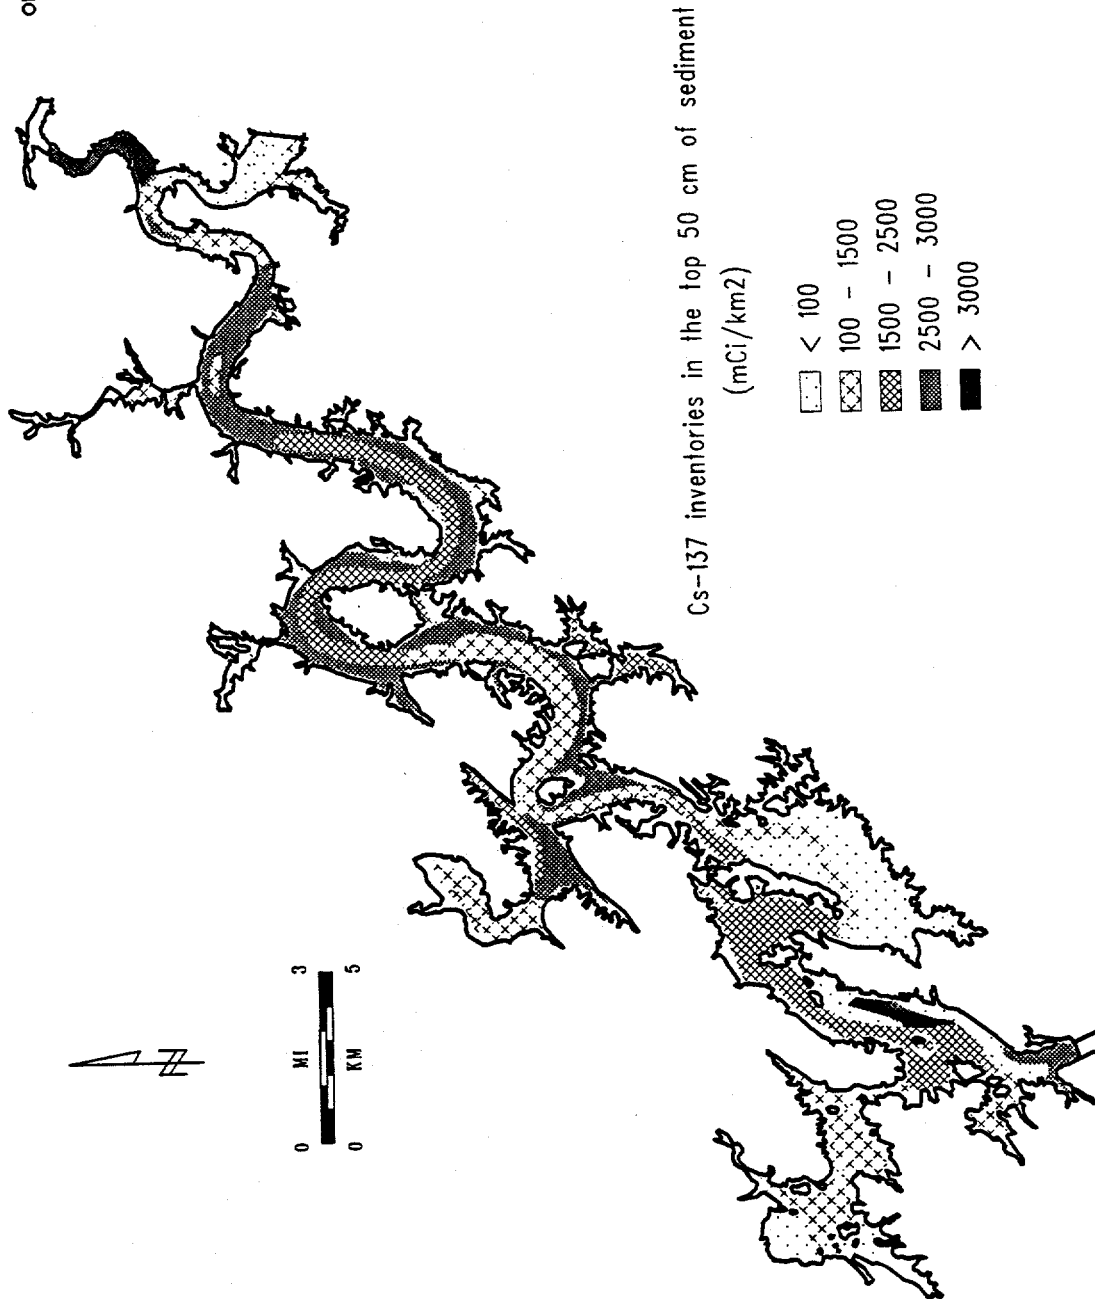 Cs-137 inventories in the top 50 cm of sediment
(mCi/km2)
< 100
100 - 1500
1500 - 2500
2500 - 3000
> 3000
0 MI 3
0 KM 5
N